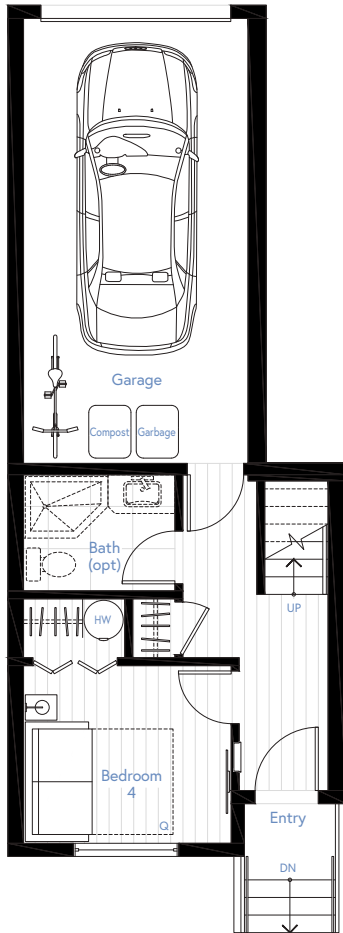 Garage
Compost
Garbage
Bath
(opt)
HW
UP
Bedroom
4
Q
Entry
DN